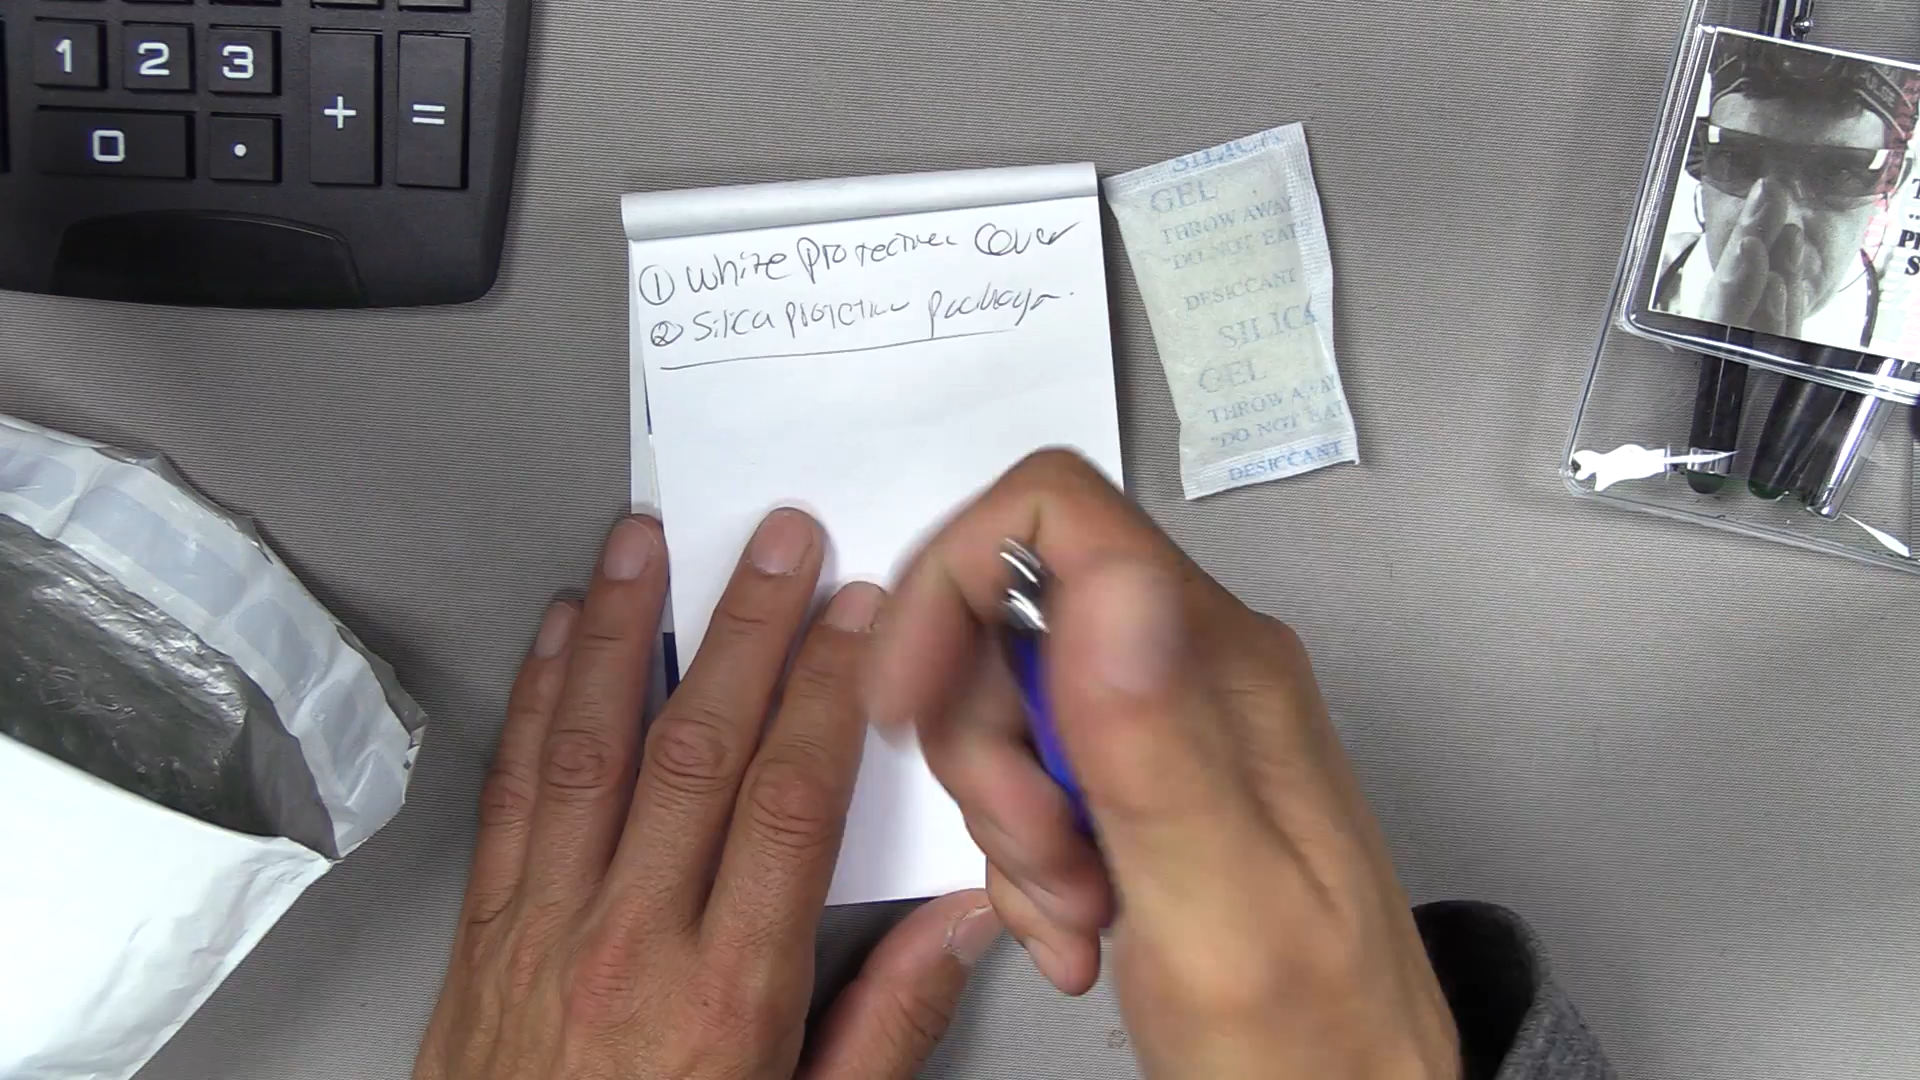 1 2 3
+ =
0 .
① White protective Cover
② Silica protective package.
SILICA
GEL
THROW AWAY
"DO NOT EAT
DESICCANT
SILICA
GEL
THROW AWAY
"DO NOT EAT
DESICCANT